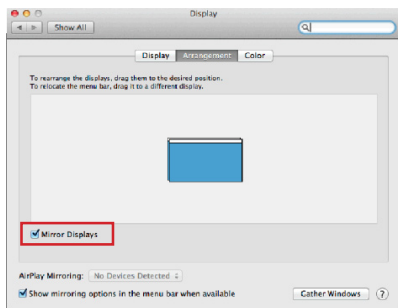 Display
Show All
Display Arrangement Color
To rearrange the displays, drag them to the desired position.
To relocate the menu bar, drag it to a different display.
Mirror Displays
AirPlay Mirroring: No Devices Detected
Show mirroring options in the menu bar when available
Gather Windows ?